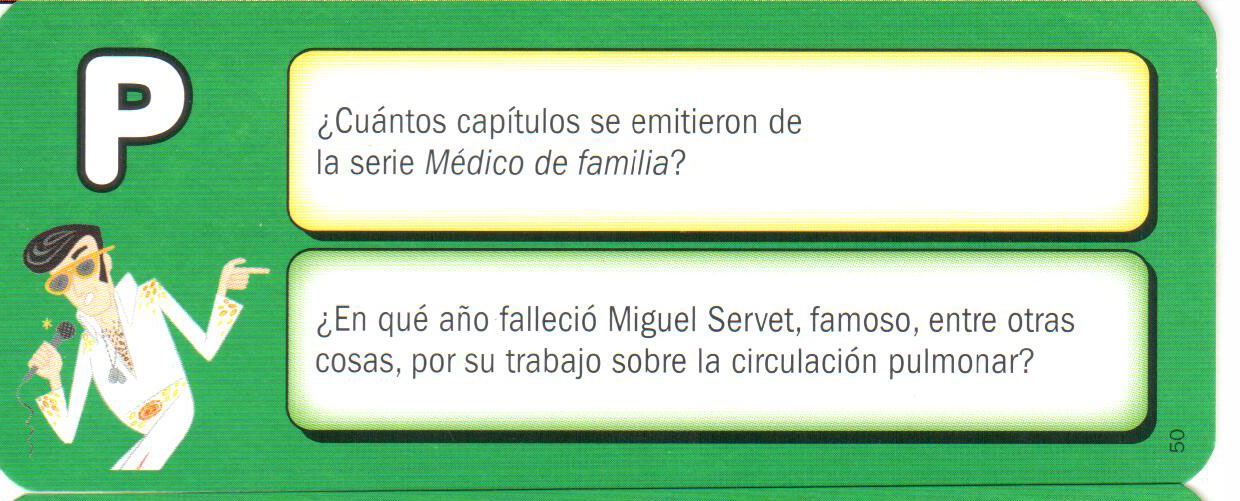 P
¿Cuántos capítulos se emitieron de
la serie Médico de familia?
¿En qué año falleció Miguel Servet, famoso, entre otras
cosas, por su trabajo sobre la circulación pulmonar?
50